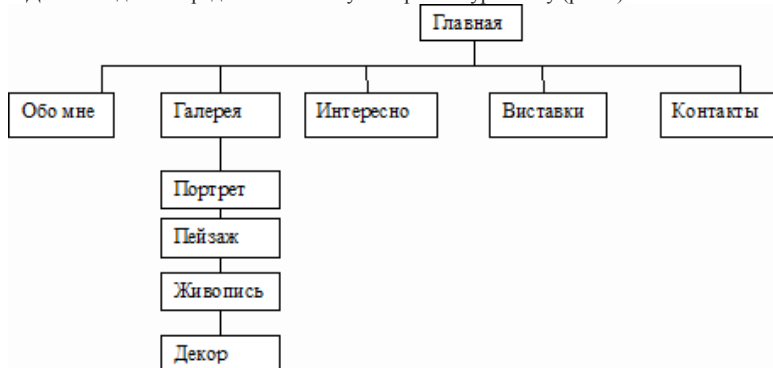 Главная
Обо мне Галерея Интересно Виставки Контакты
Портрет
Пейзаж
Живопись
Декор